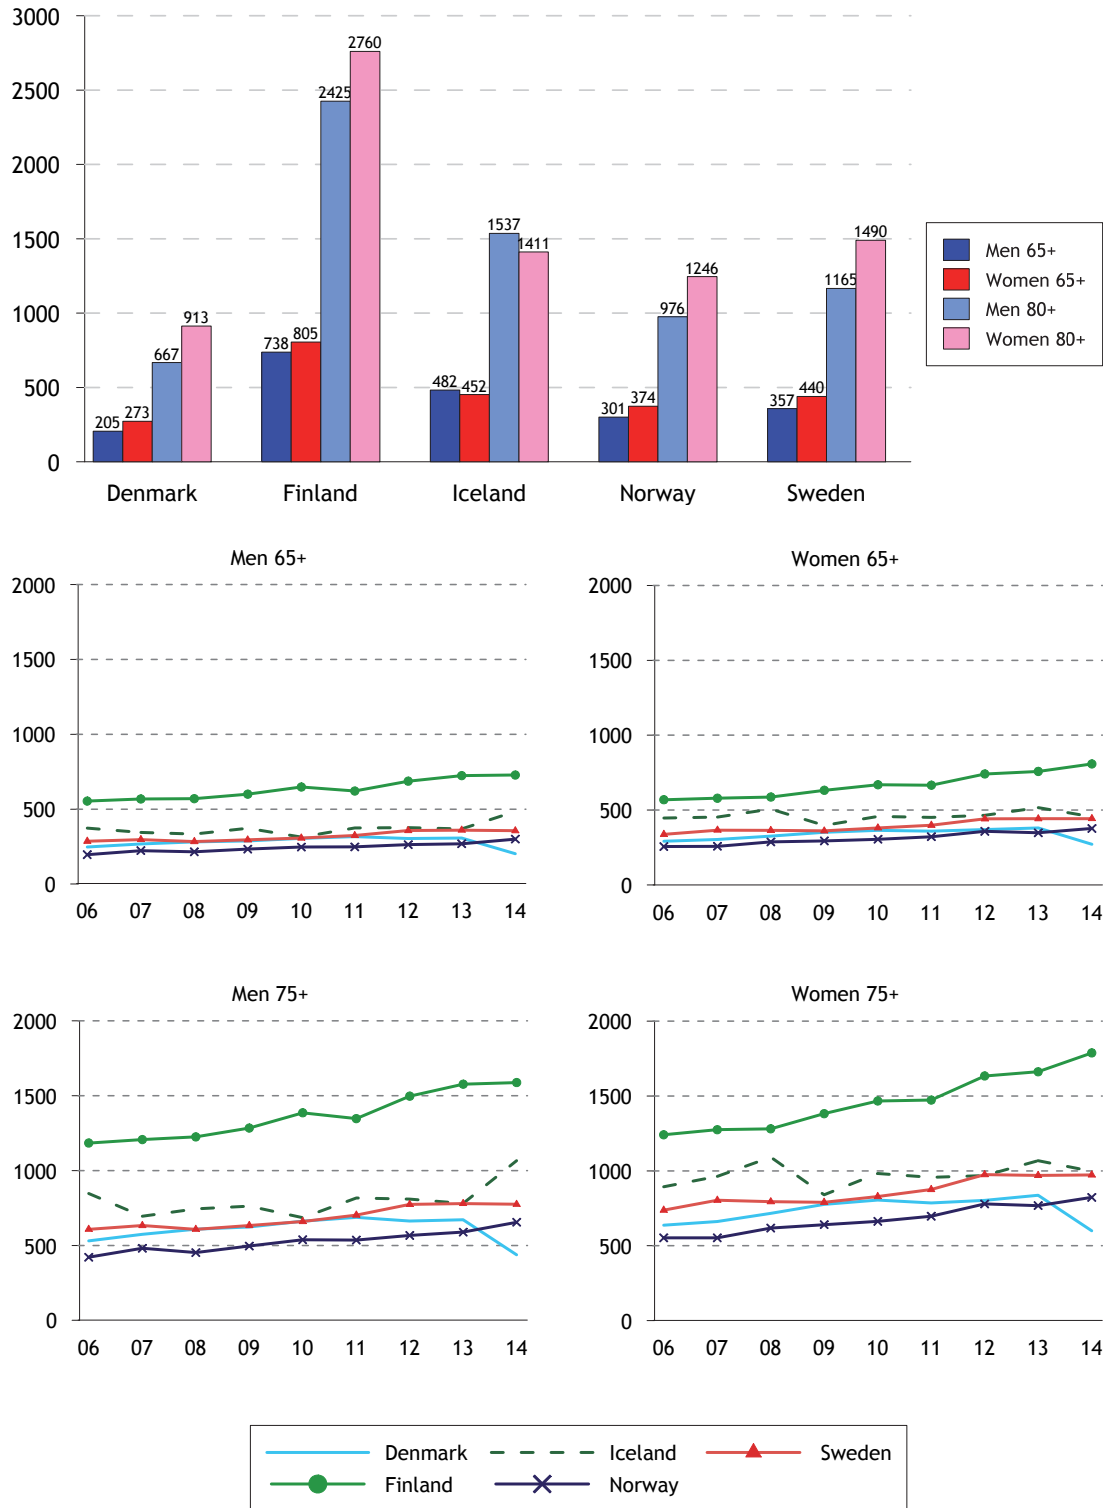 3000
2500
2000
1500
1000
500
0
205 273 667 913
738 805 2425 2760
482 452 1537 1411
301 374 976 1246
357 440 1165 1490
Denmark Finland Iceland Norway Sweden
Men 65+
Women 65+
Men 80+
Women 80+
Men 65+
2000
1500
1000
500
0
06 07 08 09 10 11 12 13 14
Women 65+
2000
1500
1000
500
0
06 07 08 09 10 11 12 13 14
Men 75+
2000
1500
1000
500
0
06 07 08 09 10 11 12 13 14
Women 75+
2000
1500
1000
500
0
06 07 08 09 10 11 12 13 14
Denmark Iceland Sweden
Finland Norway